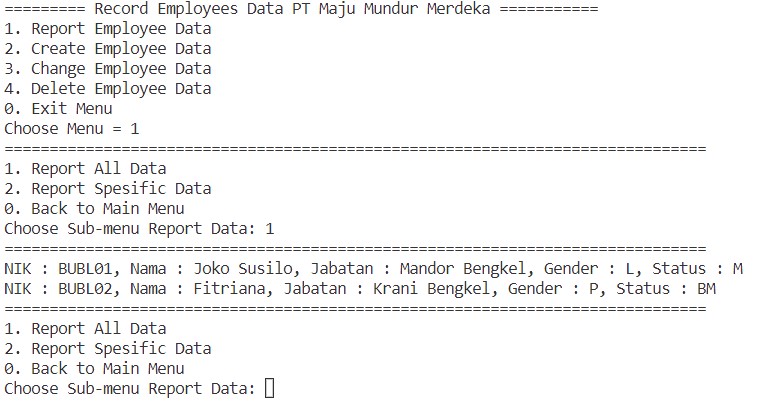 ========= Record Employees Data PT Maju Mundur Merdeka ===========
1. Report Employee Data
2. Create Employee Data
3. Change Employee Data
4. Delete Employee Data
0. Exit Menu
Choose Menu = 1
==============================================================================
1. Report All Data
2. Report Spesific Data
0. Back to Main Menu
Choose Sub-menu Report Data: 1
==============================================================================
NIK : BUBL01, Nama : Joko Susilo, Jabatan : Mandor Bengkel, Gender : L, Status : M
NIK : BUBL02, Nama : Fitriana, Jabatan : Krani Bengkel, Gender : P, Status : BM
==============================================================================
1. Report All Data
2. Report Spesific Data
0. Back to Main Menu
Choose Sub-menu Report Data: